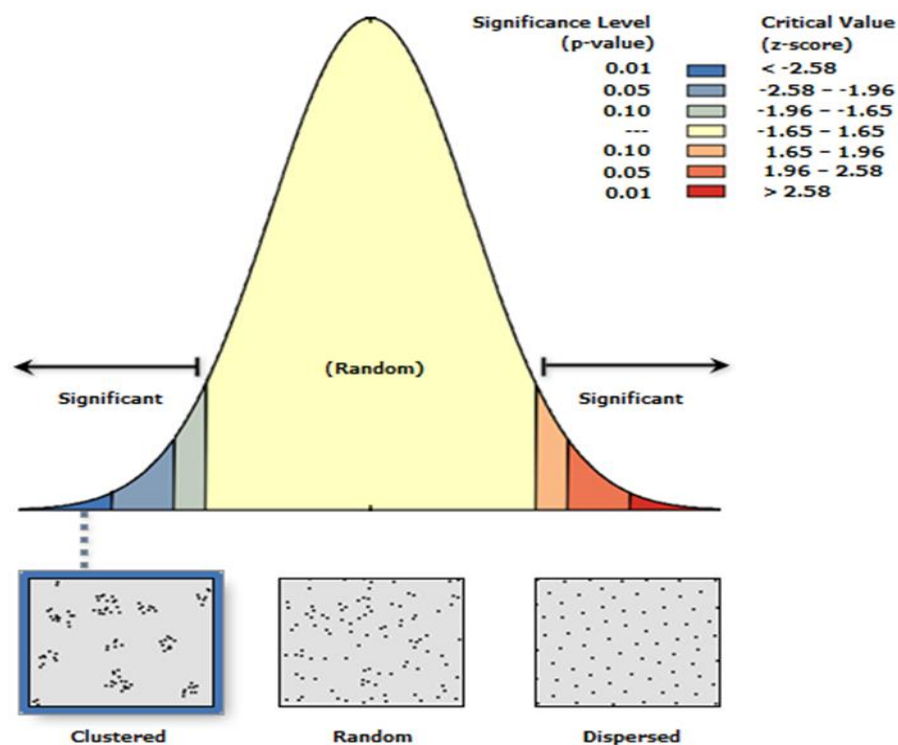 Significance Level
(p-value)
Critical Value
(z-score)
0.01 < -2.58
0.05 -2.58 – -1.96
0.10 -1.96 – -1.65
--- -1.65 – 1.65
0.10 1.65 – 1.96
0.05 1.96 – 2.58
0.01 > 2.58
(Random)
Significant
Significant
Clustered
Random
Dispersed